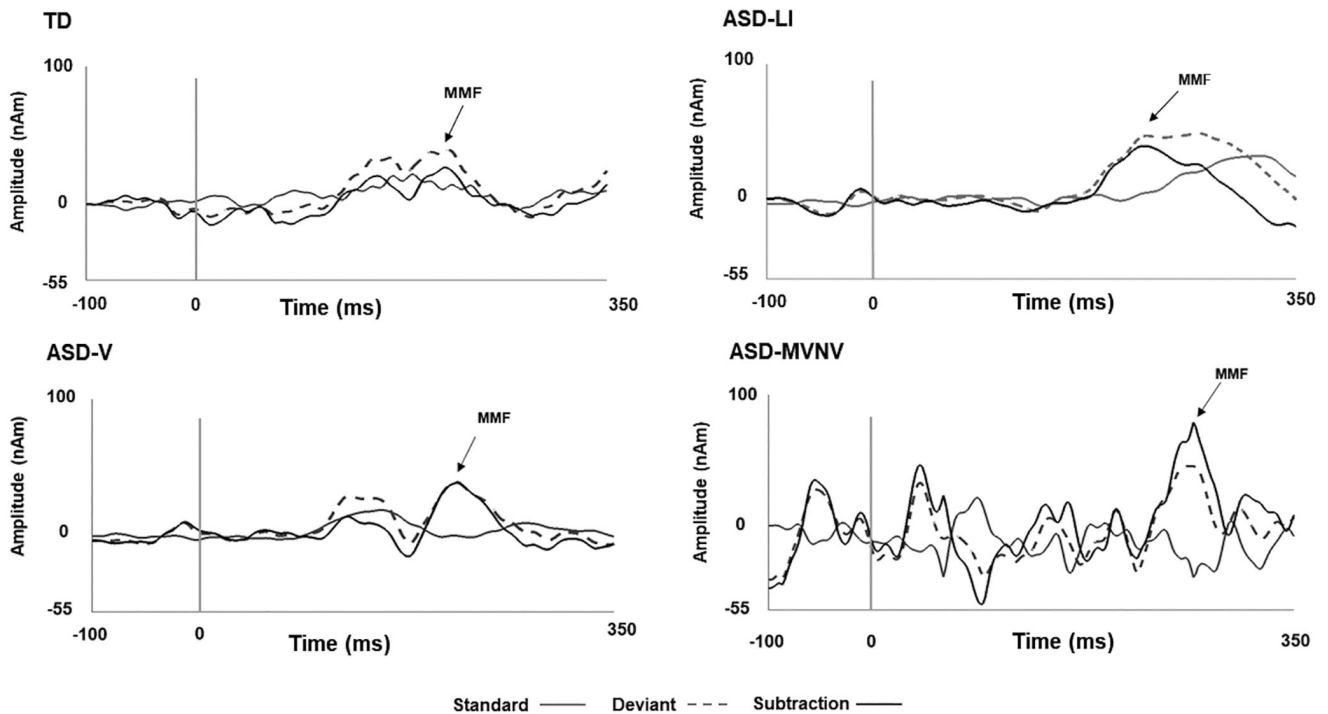 TD
100
0
-55
Amplitude (nAm)
MMF
-100
0
Time (ms)
350
ASD-LI
100
0
-55
Amplitude (nAm)
MMF
-100
0
Time (ms)
350
ASD-V
100
0
-55
Amplitude (nAm)
MMF
-100
0
Time (ms)
350
ASD-MVNV
100
0
-55
Amplitude (nAm)
MMF
-100
0
Time (ms)
350
Standard Deviant Subtraction